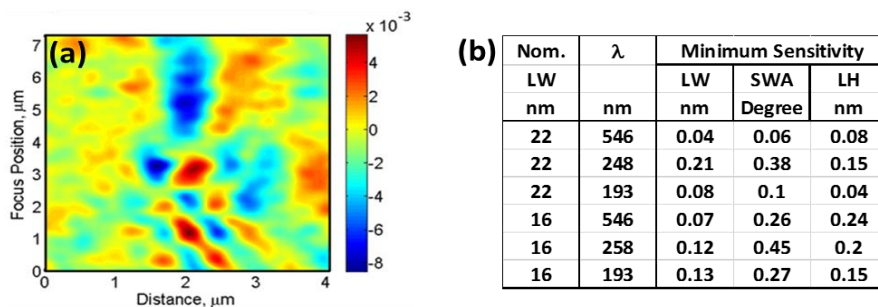 (a)
x 10-3
4
2
0
-2
-4
-6
-8
7
6
5
4
3
2
1
0
0 1 2 3 4
Focus Position, μm
Distance, μm
(b)
Nom. λ Minimum Sensitivity
LW LW SWA LH
nm nm nm Degree nm
22 546 0.04 0.06 0.08
22 248 0.21 0.38 0.15
22 193 0.08 0.1 0.04
16 546 0.07 0.26 0.24
16 258 0.12 0.45 0.2
16 193 0.13 0.27 0.15